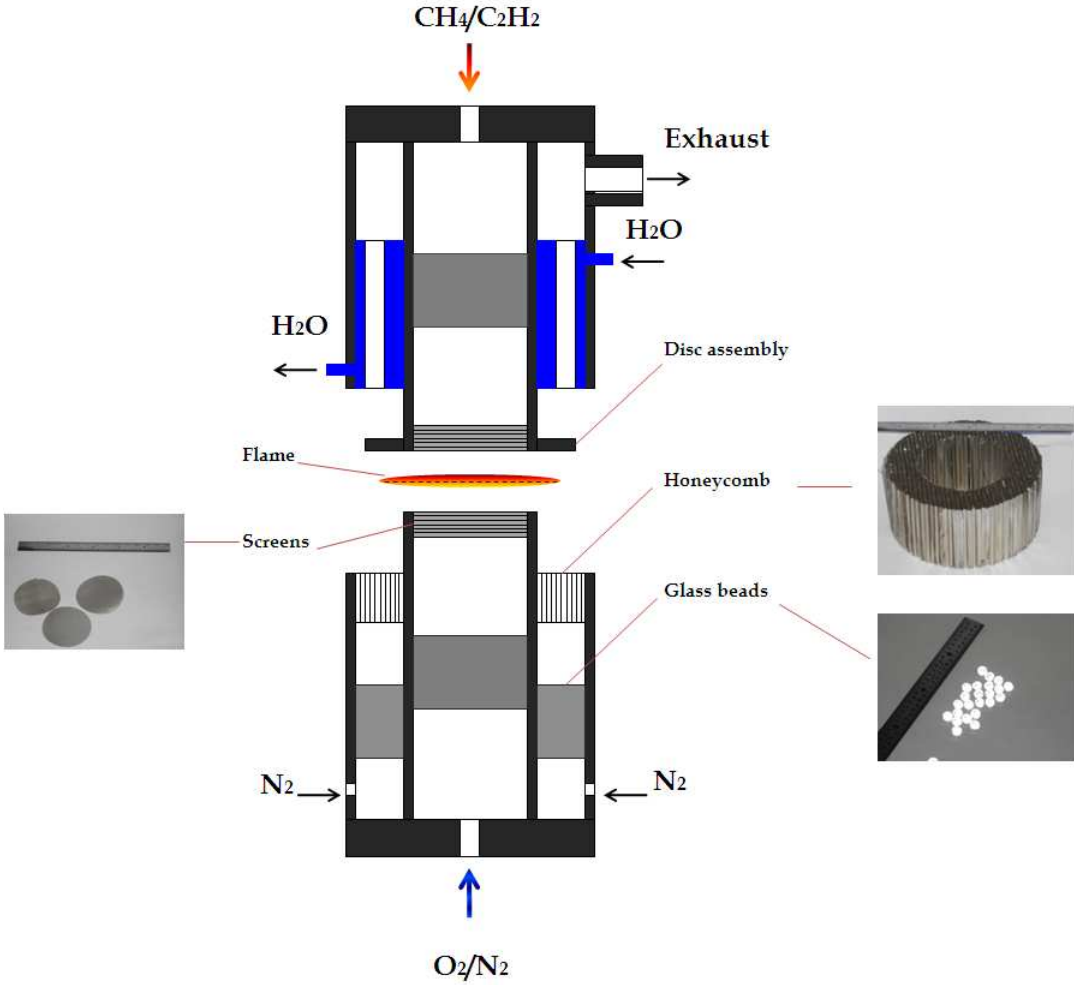 CH4/C2H2
Exhaust
H2O
H2O
Disc assembly
Flame
Honeycomb
Screens
Glass beads
N2
N2
O2/N2